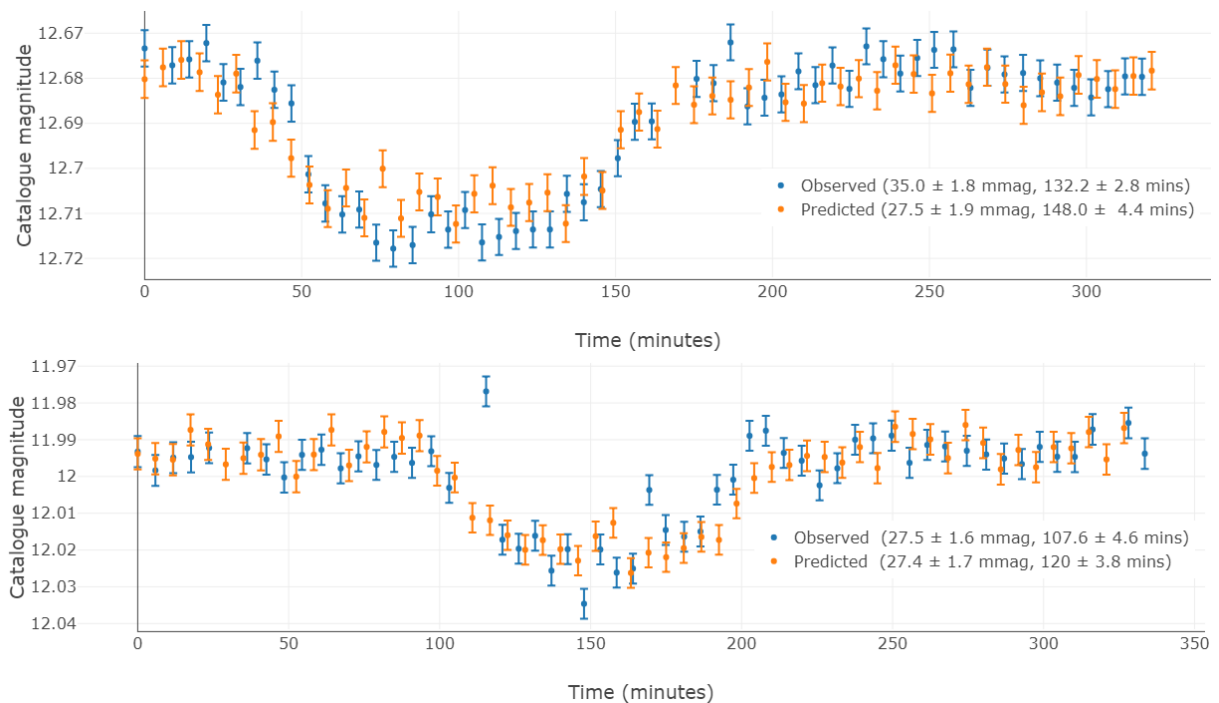 Catalogue magnitude
12.67
12.68
12.69
12.7
12.71
12.72
Observed (35.0 ± 1.8 mmag, 132.2 ± 2.8 mins)
Predicted (27.5 ± 1.9 mmag, 148.0 ± 4.4 mins)
0 50 100 150 200 250 300
Time (minutes)
Catalogue magnitude
11.97
11.98
11.99
12
12.01
12.02
12.03
12.04
Observed (27.5 ± 1.6 mmag, 107.6 ± 4.6 mins)
Predicted (27.4 ± 1.7 mmag, 120 ± 3.8 mins)
0 50 100 150 200 250 300 350
Time (minutes)